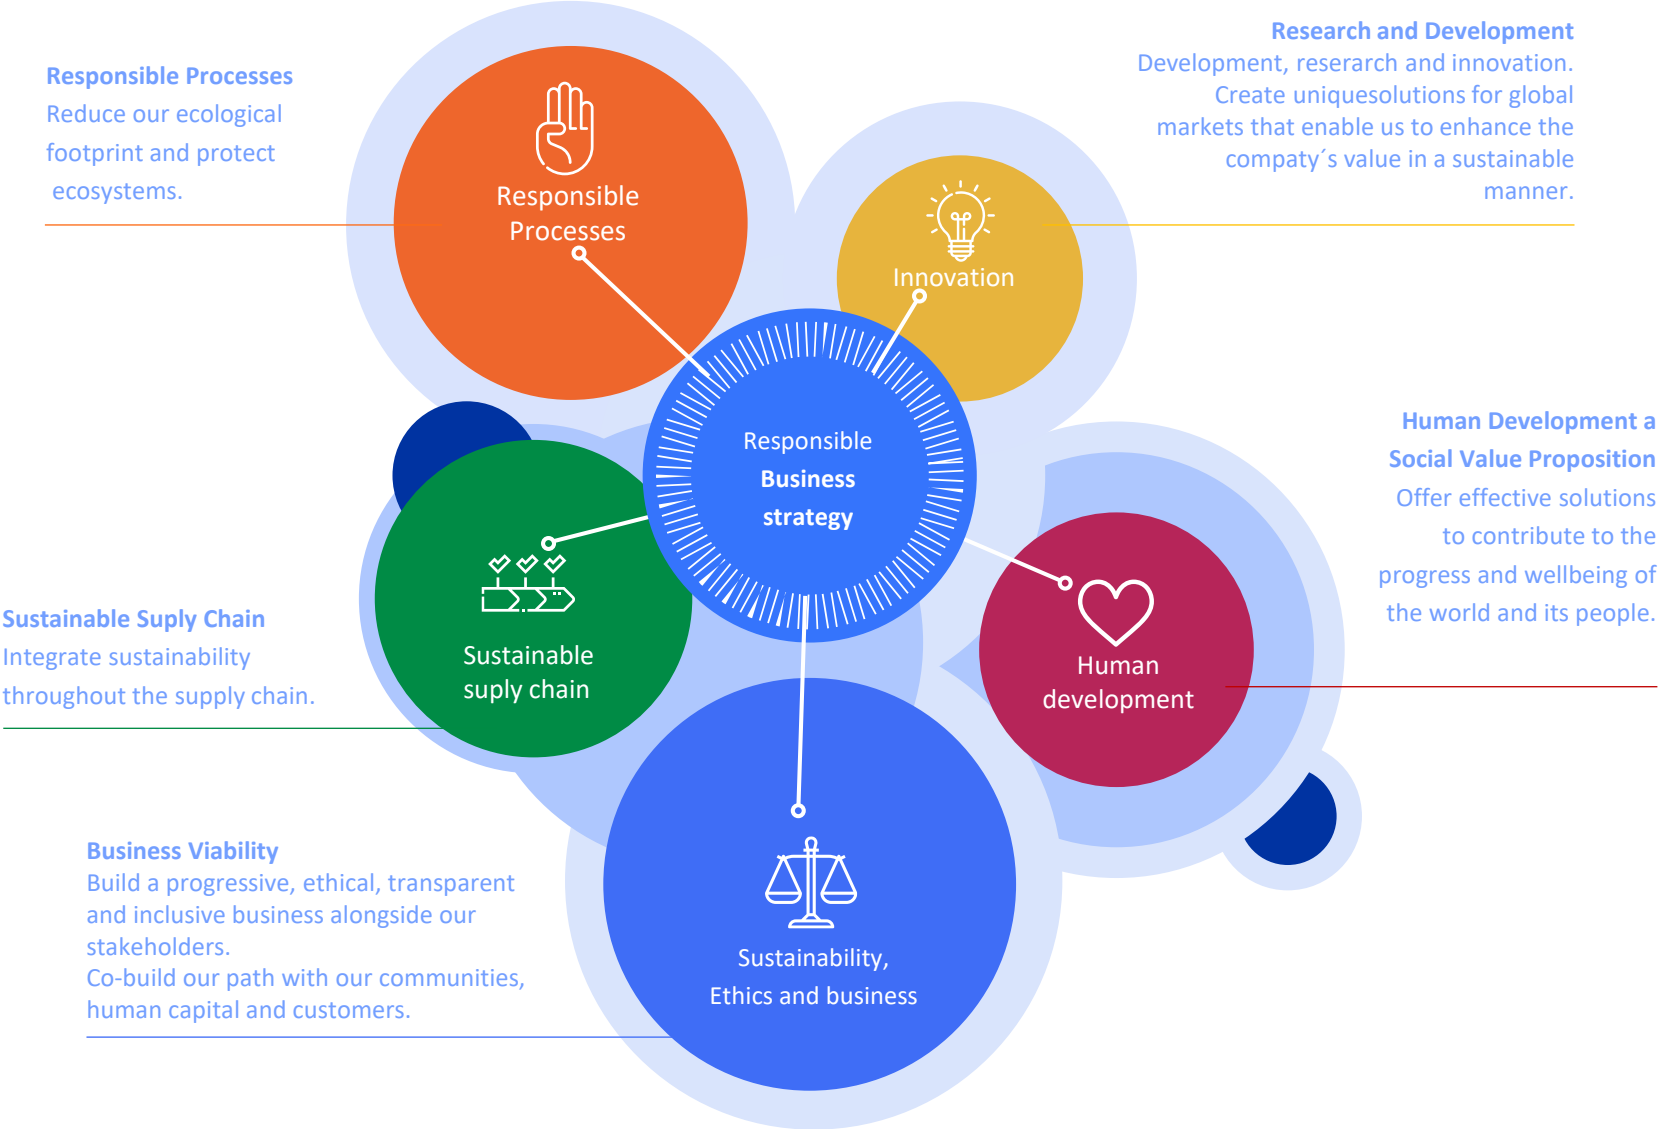 Research and Development
Development, reserarch and innovation.
Create uniquesolutions for global
markets that enable us to enhance the
compaty´s value in a sustainable
manner.
Responsible Processes
Reduce our ecological
footprint and protect
ecosystems.
Responsible
Processes
Innovation
Responsible
Business
strategy
Human Development a
Social Value Proposition
Offer effective solutions
to contribute to the
progress and wellbeing of
the world and its people.
Sustainable Suply Chain
Integrate sustainability
throughout the supply chain.
Sustainable
suply chain
Human
development
Business Viability
Build a progressive, ethical, transparent
and inclusive business alongside our
stakeholders.
Co-build our path with our communities,
human capital and customers.
Sustainability,
Ethics and business